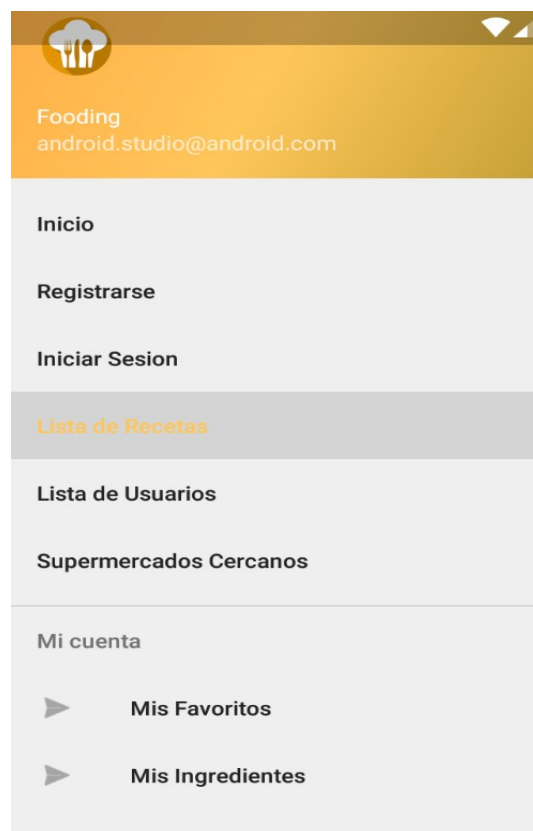 Fooding
android.studio@android.com
Inicio
Registrarse
Iniciar Sesion
Lista de Recetas
Lista de Usuarios
Supermercados Cercanos
Mi cuenta
Mis Favoritos
Mis Ingredientes